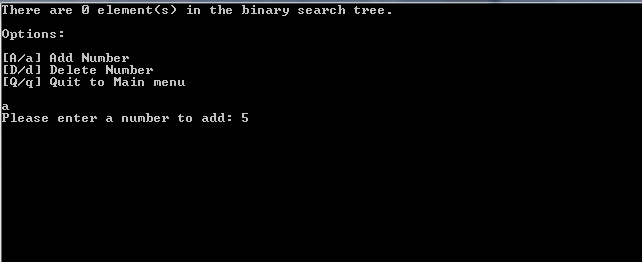 There are 0 element(s) in the binary search tree.
Options:
[A/a] Add Number
[D/d] Delete Number
[Q/q] Quit to Main menu
a
Please enter a number to add: 5